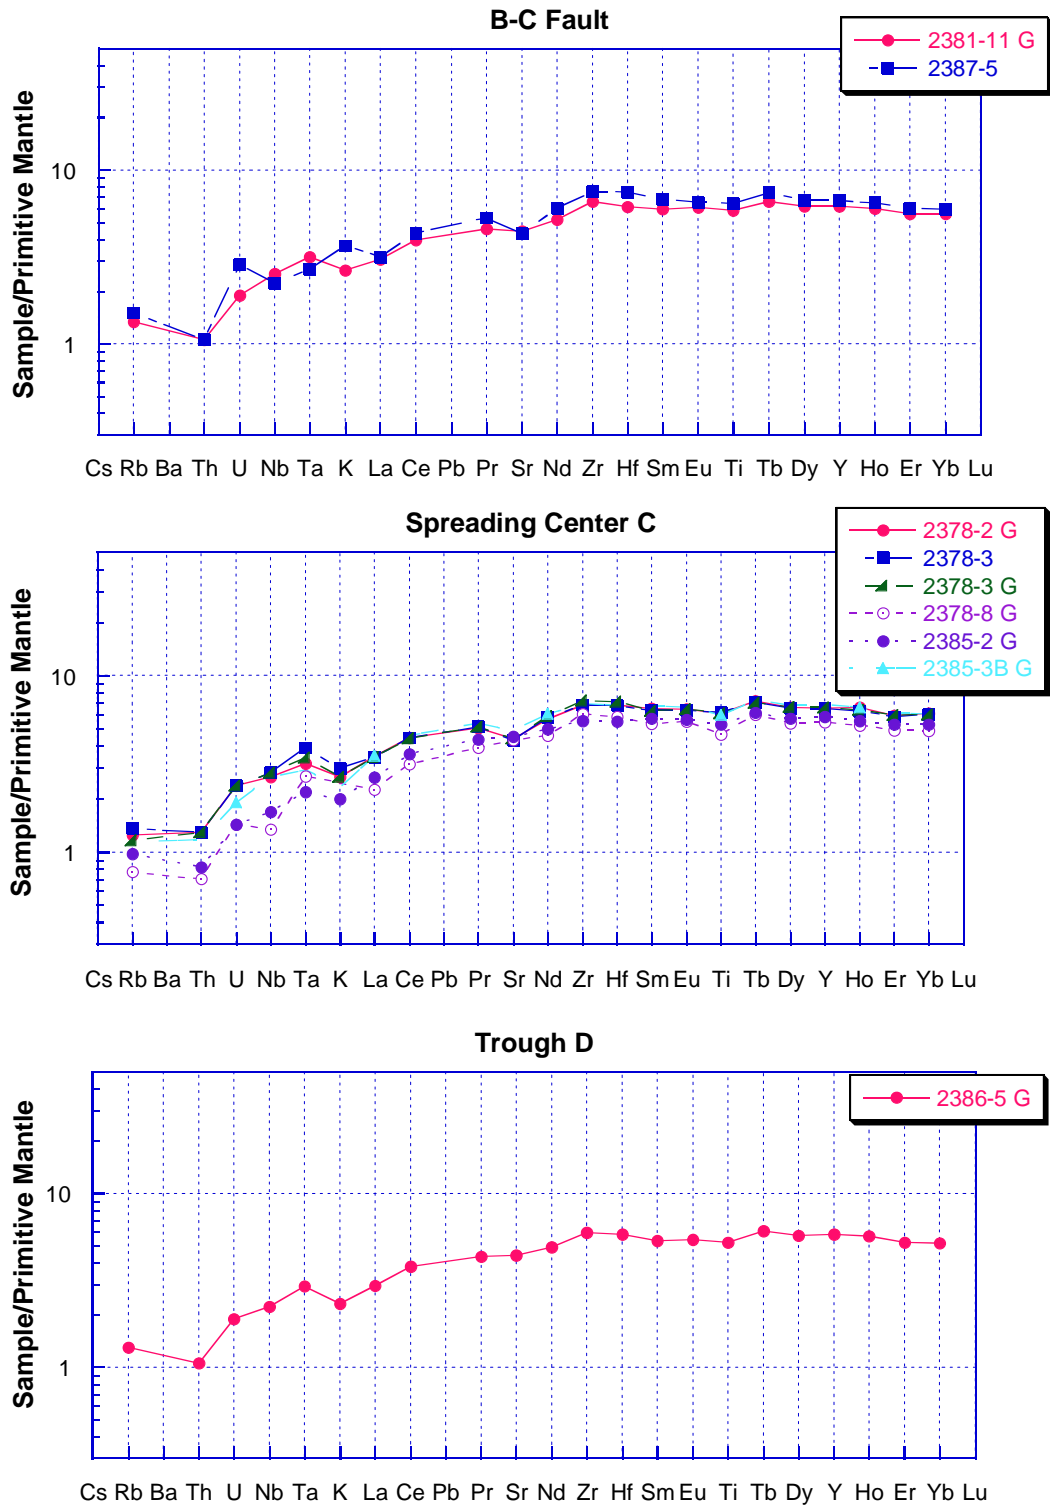 B-C Fault
2381-11 G
2387-5
Sample/Primitive Mantle
10
1
Cs Rb Ba Th U Nb Ta K La Ce Pb Pr Sr Nd Zr Hf Sm Eu Ti Tb Dy Y Ho Er Yb Lu
Spreading Center C
2378-2 G
2378-3
2378-3 G
2378-8 G
2385-2 G
2385-3B G
Sample/Primitive Mantle
10
1
Cs Rb Ba Th U Nb Ta K La Ce Pb Pr Sr Nd Zr Hf Sm Eu Ti Tb Dy Y Ho Er Yb Lu
Trough D
2386-5 G
Sample/Primitive Mantle
10
1
Cs Rb Ba Th U Nb Ta K La Ce Pb Pr Sr Nd Zr Hf Sm Eu Ti Tb Dy Y Ho Er Yb Lu